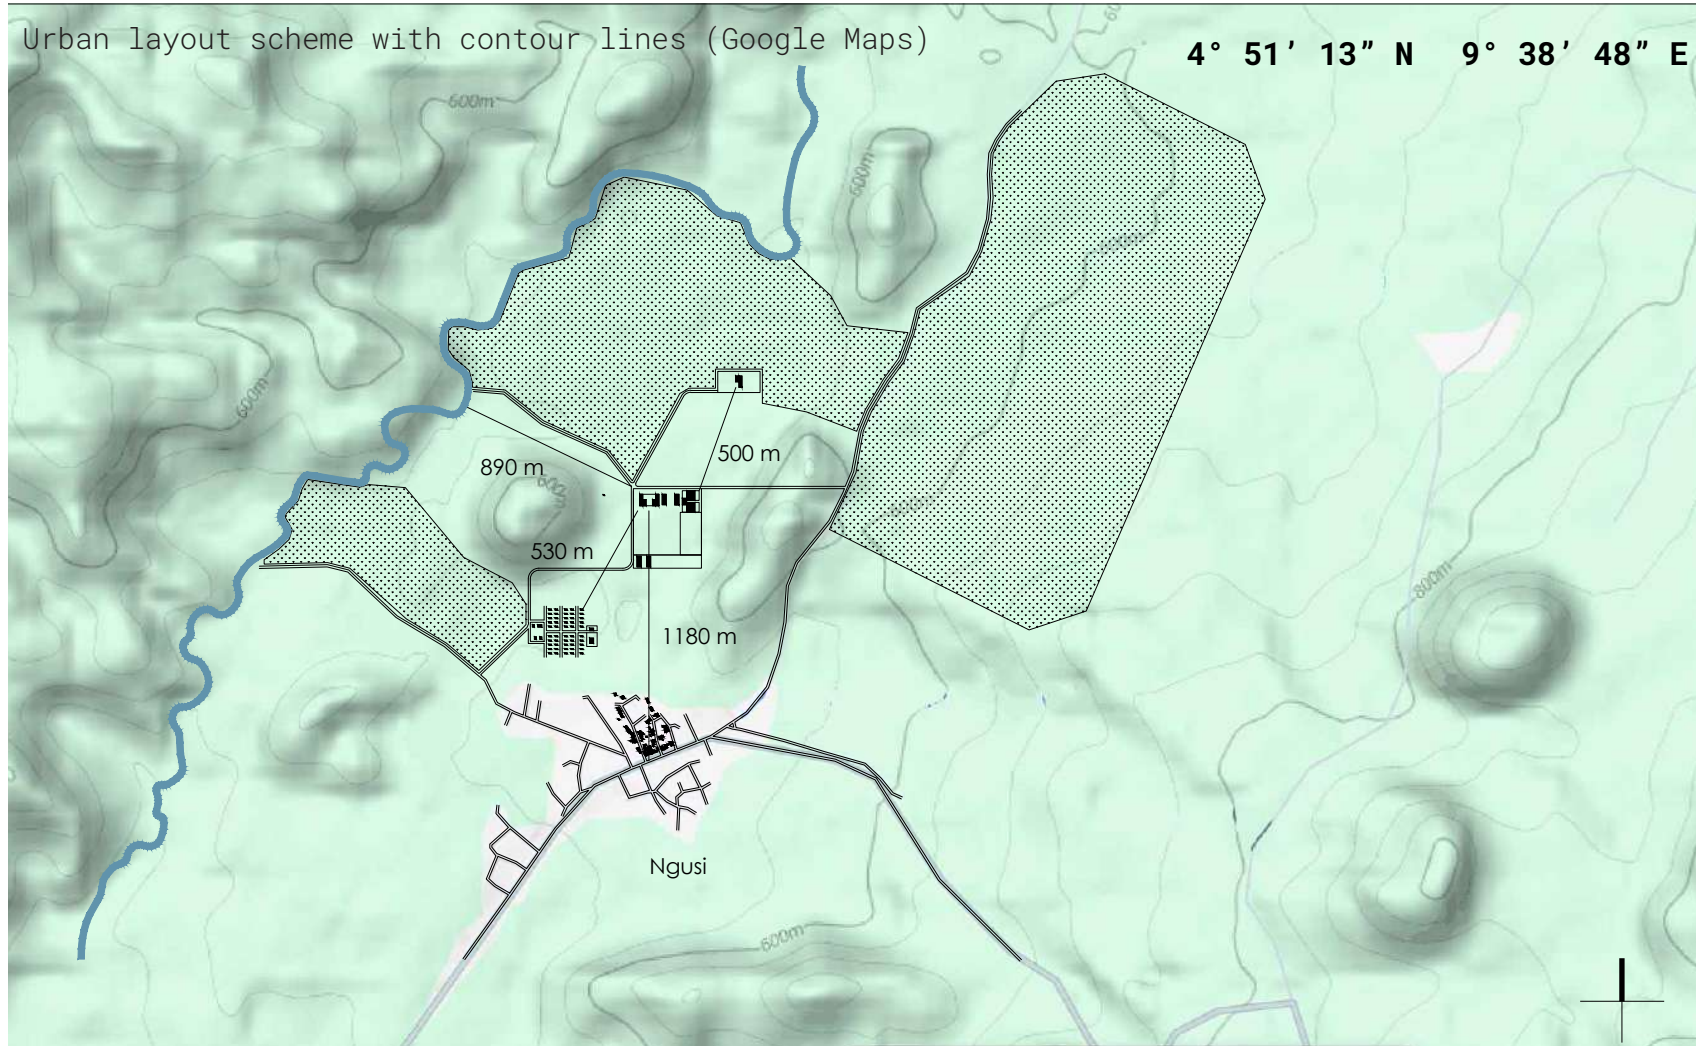 Urban layout scheme with contour lines (Google Maps)
4° 51’ 13” N 9° 38’ 48” E
600m
600m
600m
500 m
890 m
600m
530 m
800m
1180 m
Ngusi
600m